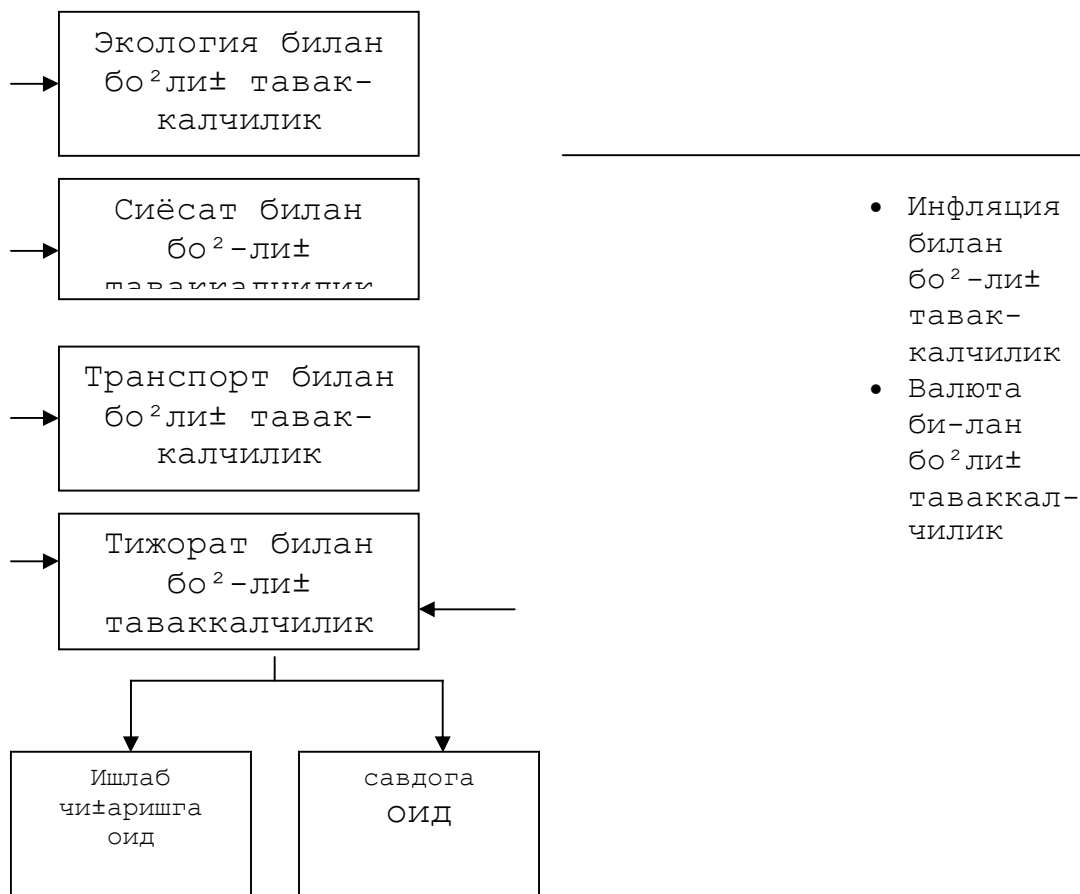 Экология билан
бо²ли± тавак-
калчилик
Сиёсат билан
бо²-ли±
таваккалчилик
Транспорт билан
бо²ли± тавак-
калчилик
Тижорат билан
бо²-ли±
таваккалчилик
Ишлаб
чи±аришга
оид
савдога
оид
• Инфляция
билан
бо²-ли±
тавак-
калчилик
• Валюта
би-лан
бо²ли±
таваккал-
чилик